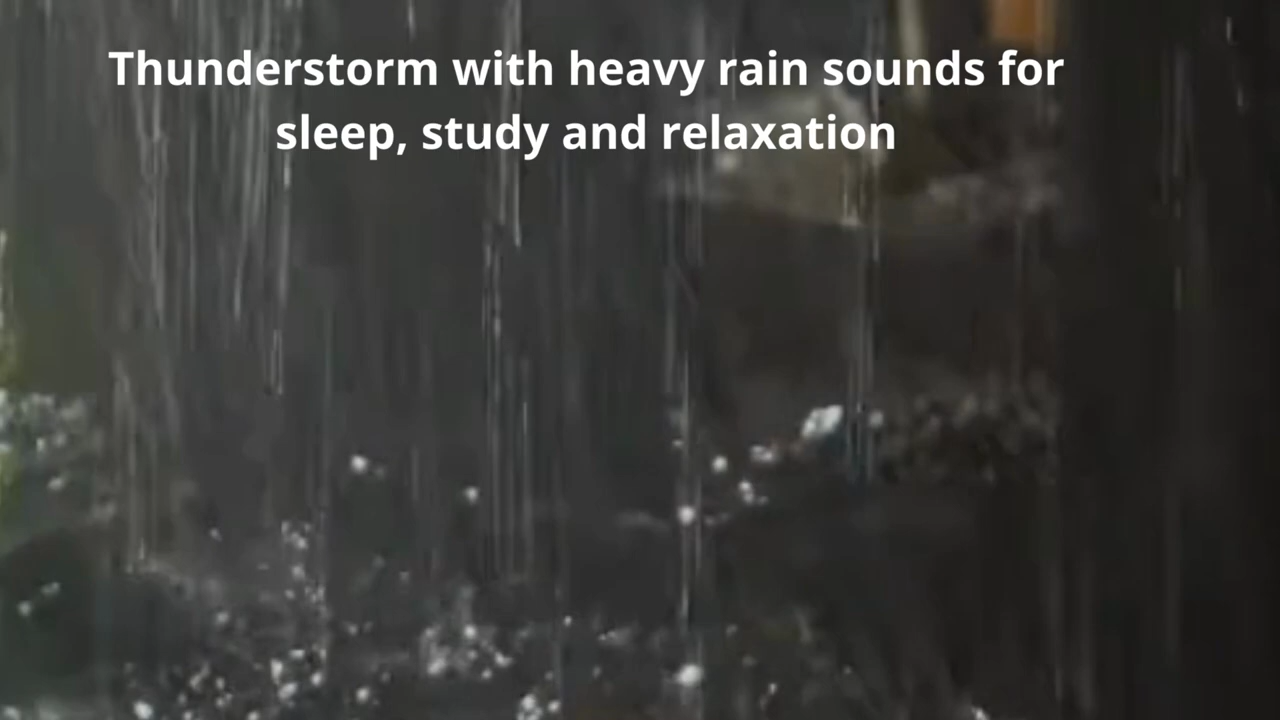 Thunderstorm with heavy rain sounds for
sleep, study and relaxation